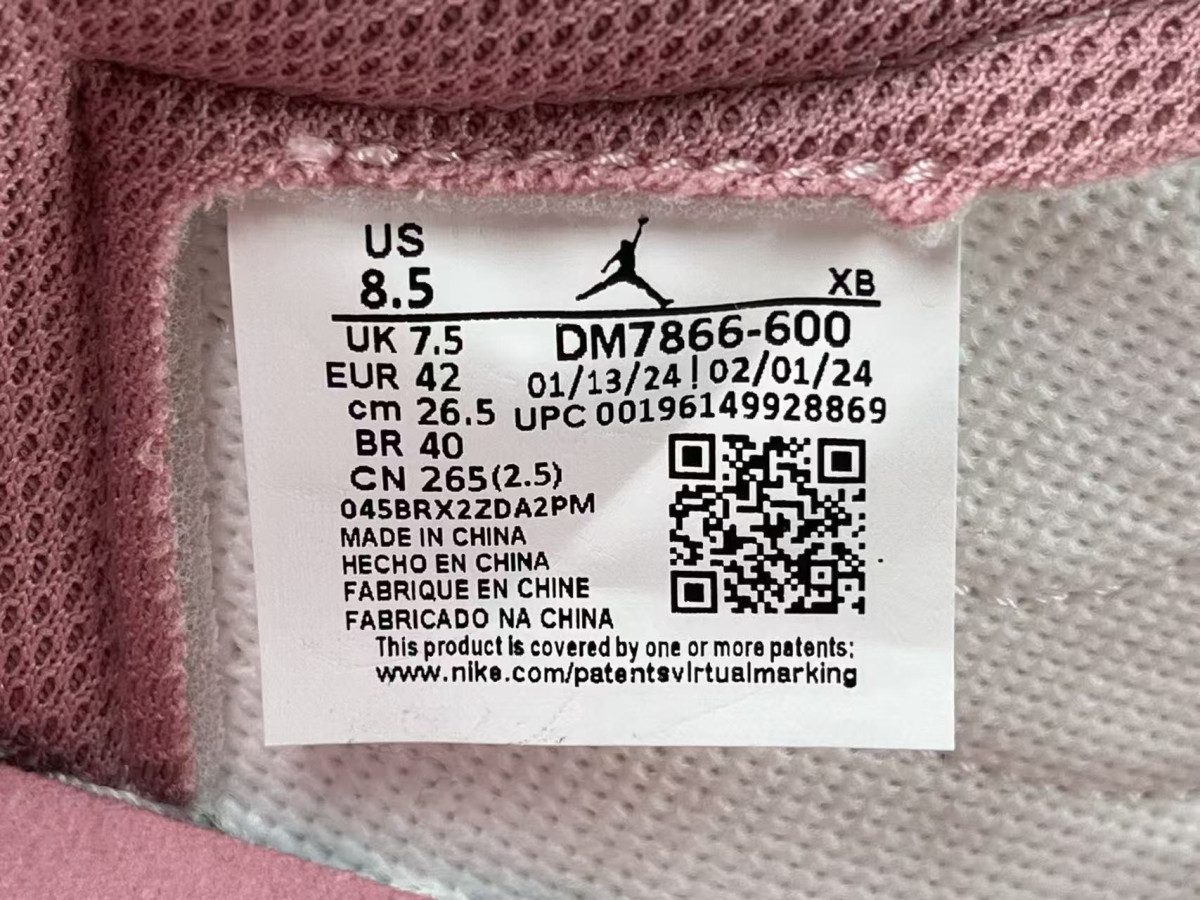 US
8.5
XB
UK 7.5
DM7866-600
EUR 42
01/13/24 | 02/01/24
cm 26.5
UPC 00196149928869
BR 40
CN 265(2.5)
045BRX2ZDA2PM
MADE IN CHINA
HECHO EN CHINA
FABRIQUE EN CHINE
FABRICADO NA CHINA
This product is covered by one or more patents:
www.nike.com/patentsvIrtualmarking